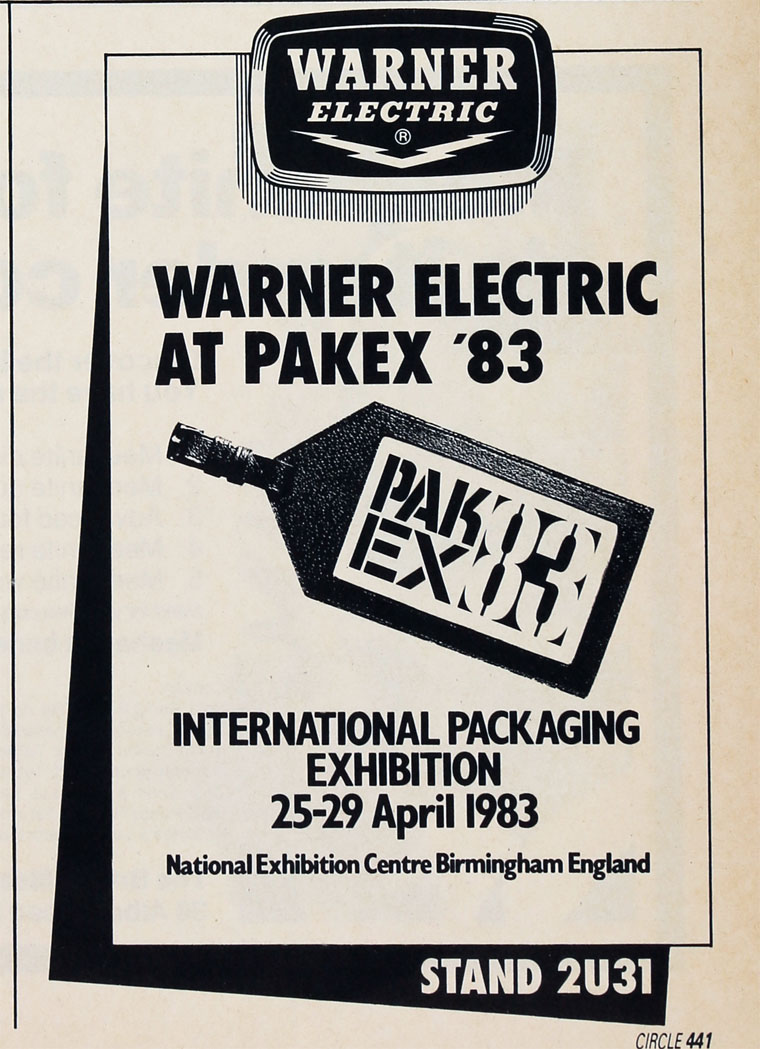 WARNER
ELECTRIC
®
WARNER ELECTRIC
AT PAKEX '83
PAK
EX 83
INTERNATIONAL PACKAGING
EXHIBITION
25-29 April 1983
National Exhibition Centre Birmingham England
STAND 2U31
CIRCLE 441